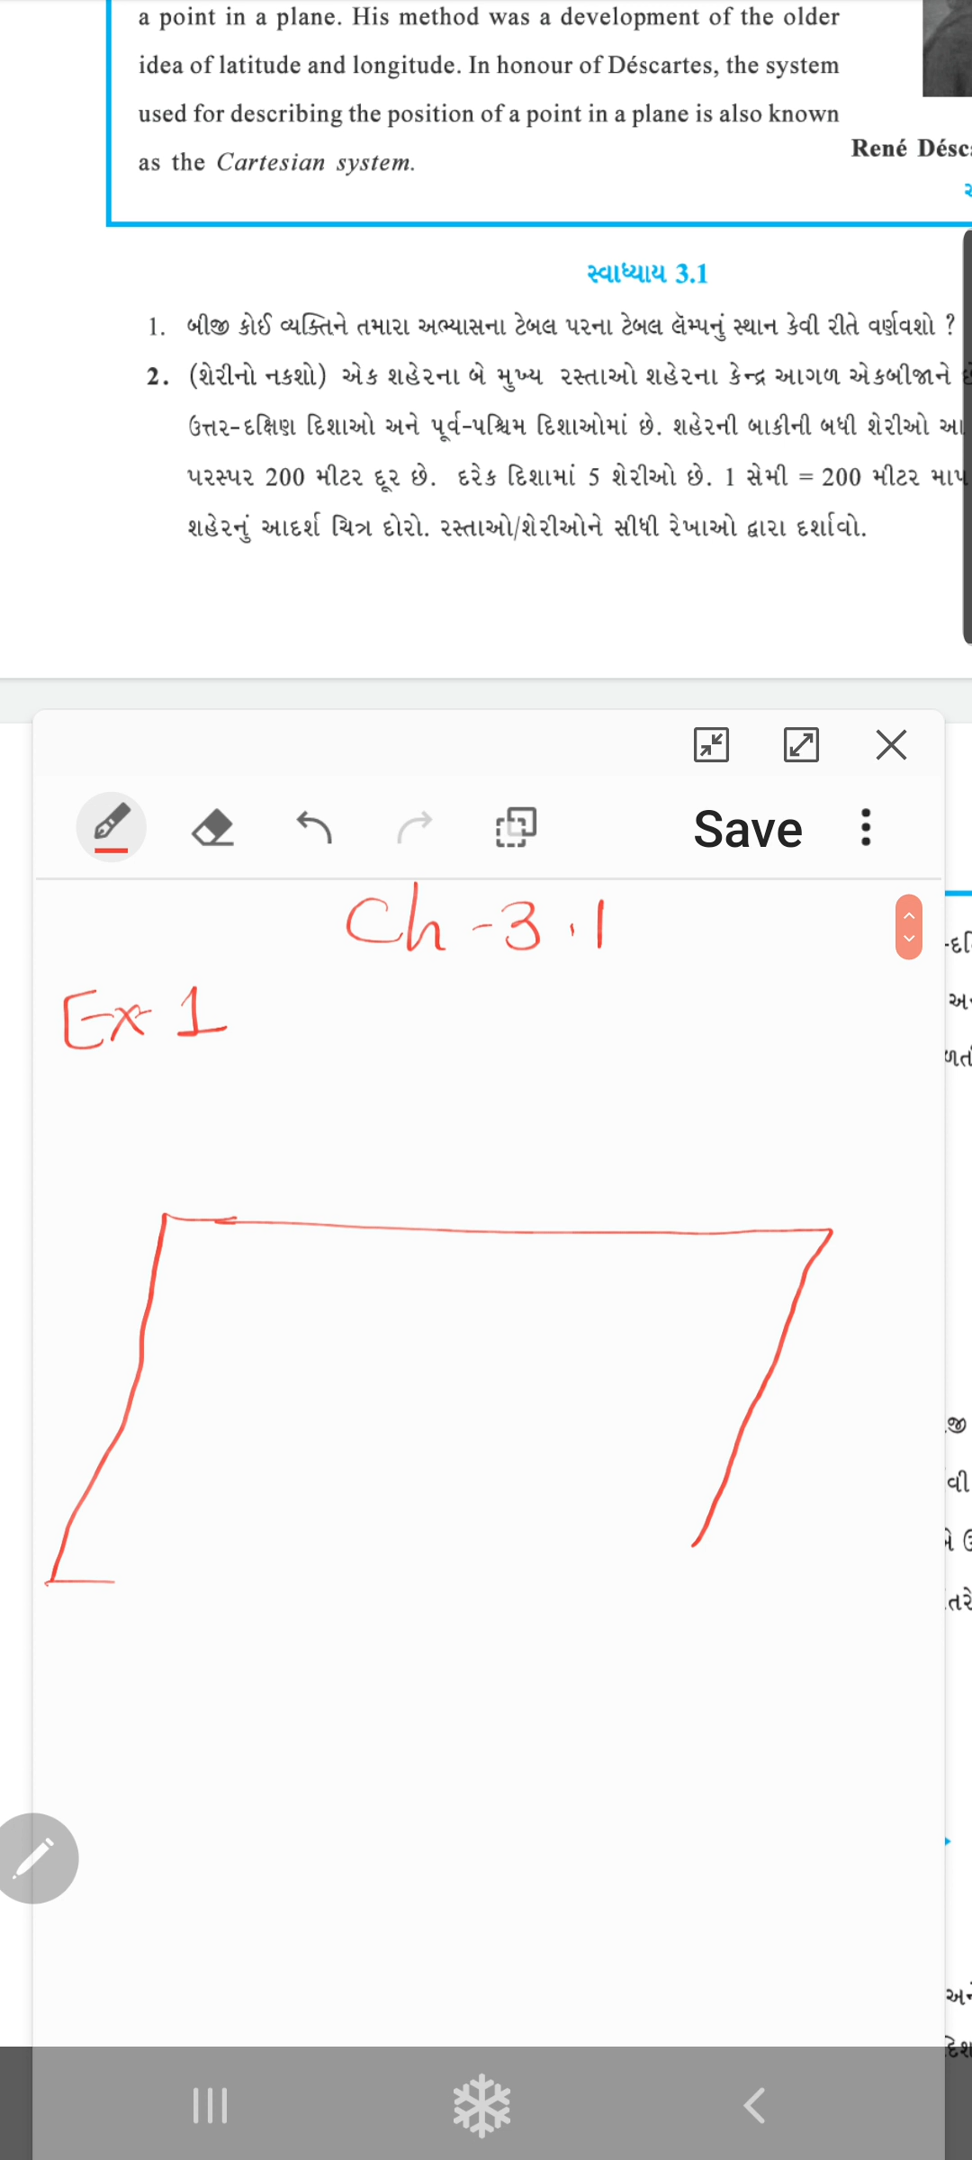 a point in a plane. His method was a development of the older
idea of latitude and longitude. In honour of Déscartes, the system
used for describing the position of a point in a plane is also known
as the Cartesian system.
René
સ્વાધ્યાય 3.1
1. બીજી કોઈ વ્યક્તિને તમારા અભ્યાસના ટેબલ પરના ટેબલ લૅમ્પનું સ્થાન કેવી રીતે વર્ણવશો ?
2. (શેરીનો નકશો) એક શહેરના બે મુખ્ય રસ્તાઓ શહેરના કેન્દ્ર આગળ એકબીજાને
ઉત્તર-દક્ષિણ દિશાઓ અને પૂર્વ-પશ્ચિમ દિશાઓમાં છે. શહેરની બાકીની બધી શેરીઓ આ
પરસ્પર 200 મીટર દૂર છે. દરેક દિશામાં 5 શેરીઓ છે. 1 સેમી = 200 મીટર
શહેરનું આદર્શ ચિત્ર દોરો. રસ્તાઓ/શેરીઓને સીધી રેખાઓ દ્વારા દર્શાવો.
Save
Ch - 3.1
Ex 1